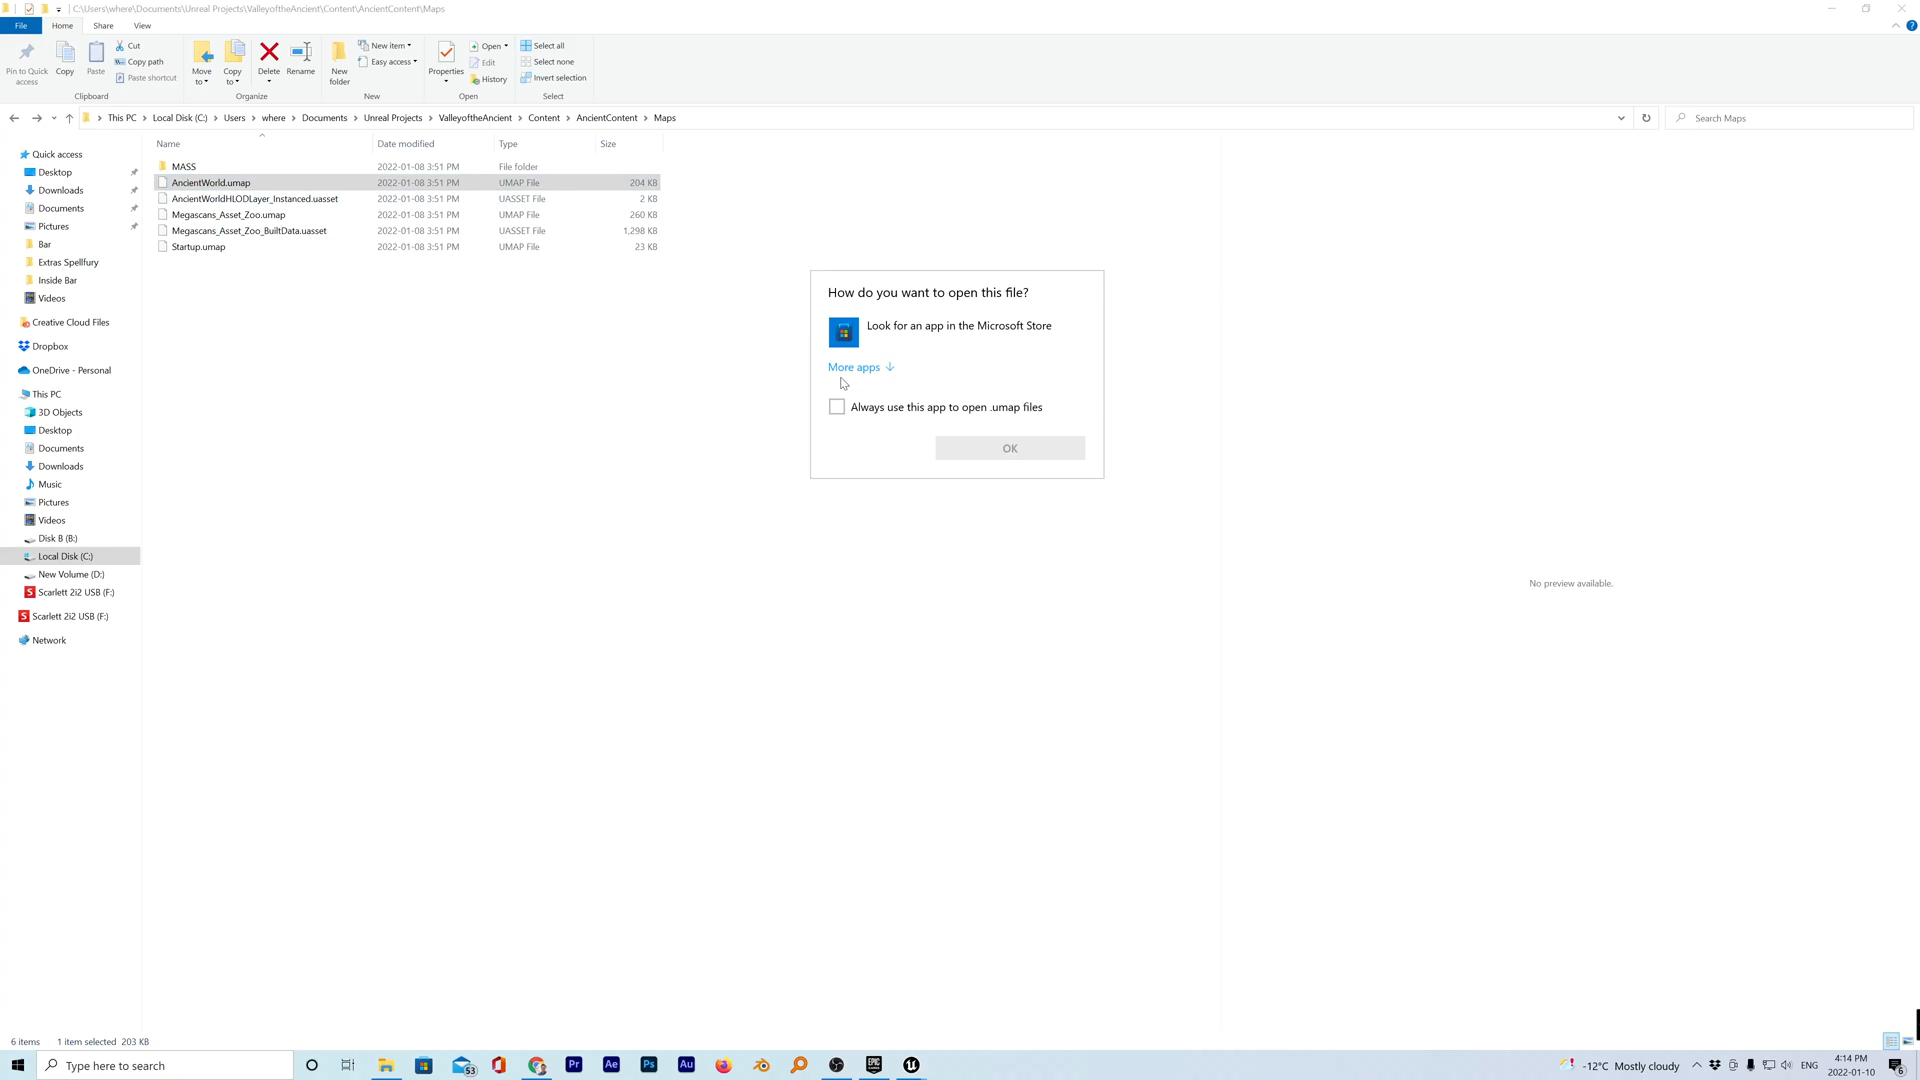 C:\Users\where\Documents\Unreal Projects\ValleyoftheAncient\Content\AncientContent\Maps
File Home Share View
Pin to Quick access
Copy
Paste
Cut
Copy path
Paste shortcut
Clipboard
Move to
Copy to
Delete
Rename
Organize
New folder
New item
Easy access
New
Properties
Open
Edit
History
Open
Select all
Select none
Invert selection
Select
This PC > Local Disk (C:) > Users > where > Documents > Unreal Projects > ValleyoftheAncient > Content > AncientContent > Maps
Search Maps
Name Date modified Type Size
MASS 2022-01-08 3:51 PM File folder
AncientWorld.umap 2022-01-08 3:51 PM UMAP File 204 KB
AncientWorldHLODLayer_Instanced.uasset 2022-01-08 3:51 PM UASSET File 2 KB
Megascans_Asset_Zoo.umap 2022-01-08 3:51 PM UMAP File 260 KB
Megascans_Asset_Zoo_BuiltData.uasset 2022-01-08 3:51 PM UASSET File 1,298 KB
Startup.umap 2022-01-08 3:51 PM UMAP File 23 KB
Quick access
Desktop
Downloads
Documents
Pictures
Bar
Extras Spellfury
Inside Bar
Videos
Creative Cloud Files
Dropbox
OneDrive - Personal
This PC
3D Objects
Desktop
Documents
Downloads
Music
Pictures
Videos
Disk B (B:)
Local Disk (C:)
New Volume (D:)
Scarlett 2i2 USB (F:)
Scarlett 2i2 USB (F:)
Network
How do you want to open this file?
Look for an app in the Microsoft Store
More apps
Always use this app to open .umap files
OK
No preview available.
6 items 1 item selected 203 KB
Type here to search
53
Pr
Ae
Ps
Au
EPIC GAMES
-12°C Mostly cloudy
ENG
4:14 PM
2022-01-10
6